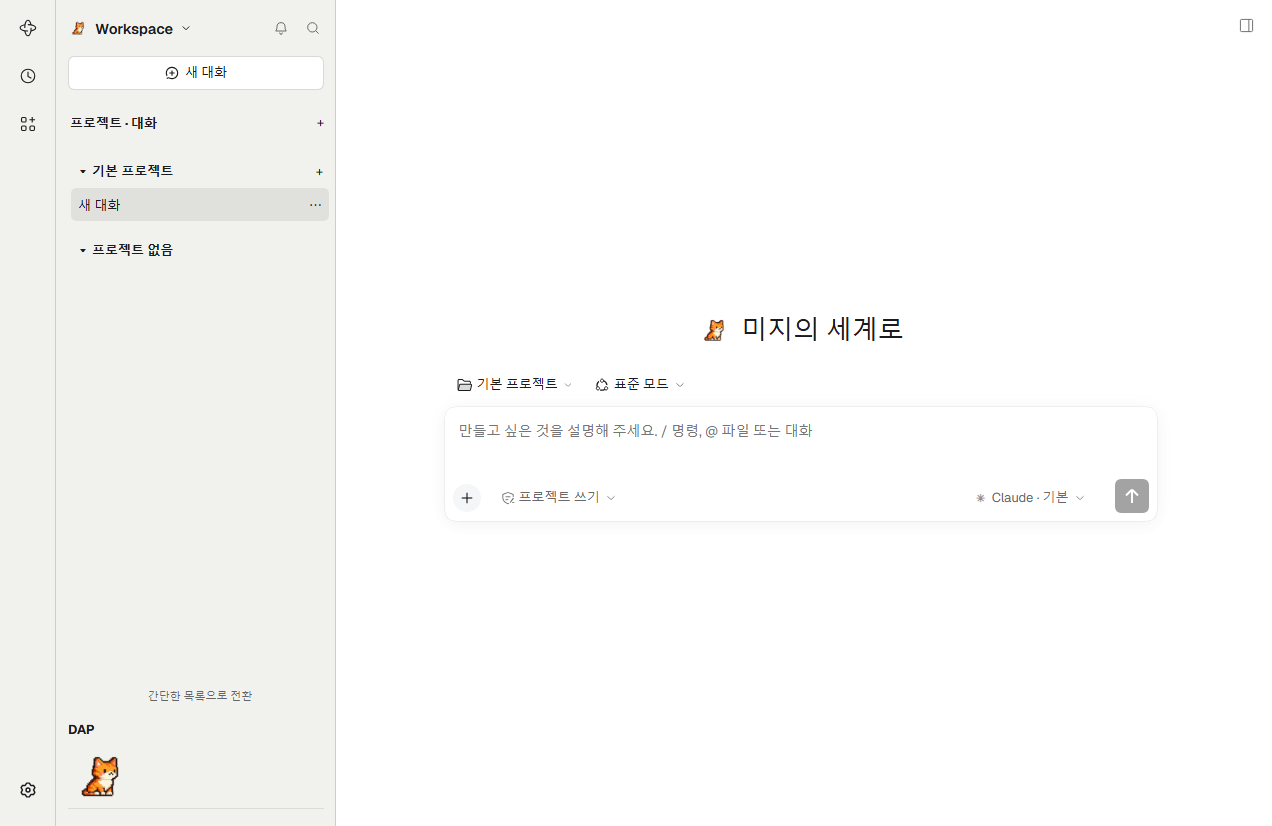 Workspace
새 대화
프로젝트 · 대화
기본 프로젝트
새 대화
프로젝트 없음
간단한 목록으로 전환
DAP
미지의 세계로
기본 프로젝트 표준 모드
만들고 싶은 것을 설명해 주세요. / 명령, @ 파일 또는 대화
프로젝트 쓰기 Claude · 기본